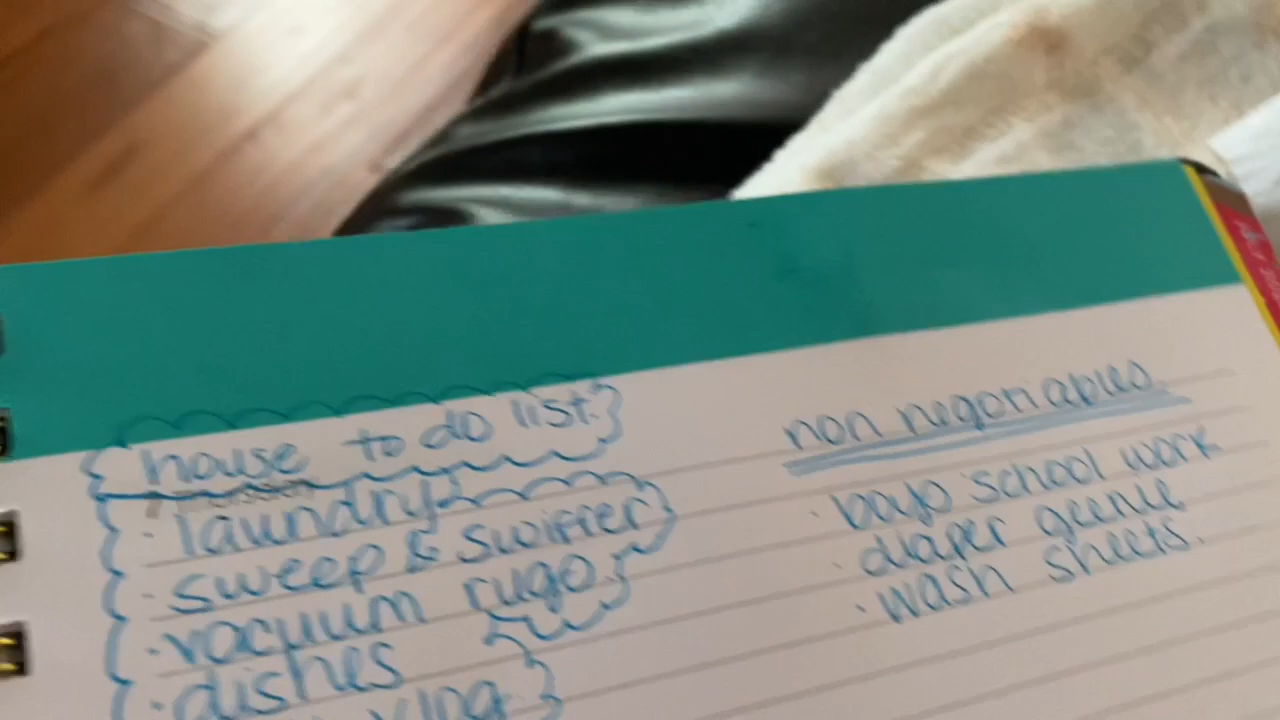 house to do list.
· laundry
· sweep & swiffer
· vacuum rugs
· dishes
vlog
non negotiables.
· boys school work
· diaper genie
· wash sheets.